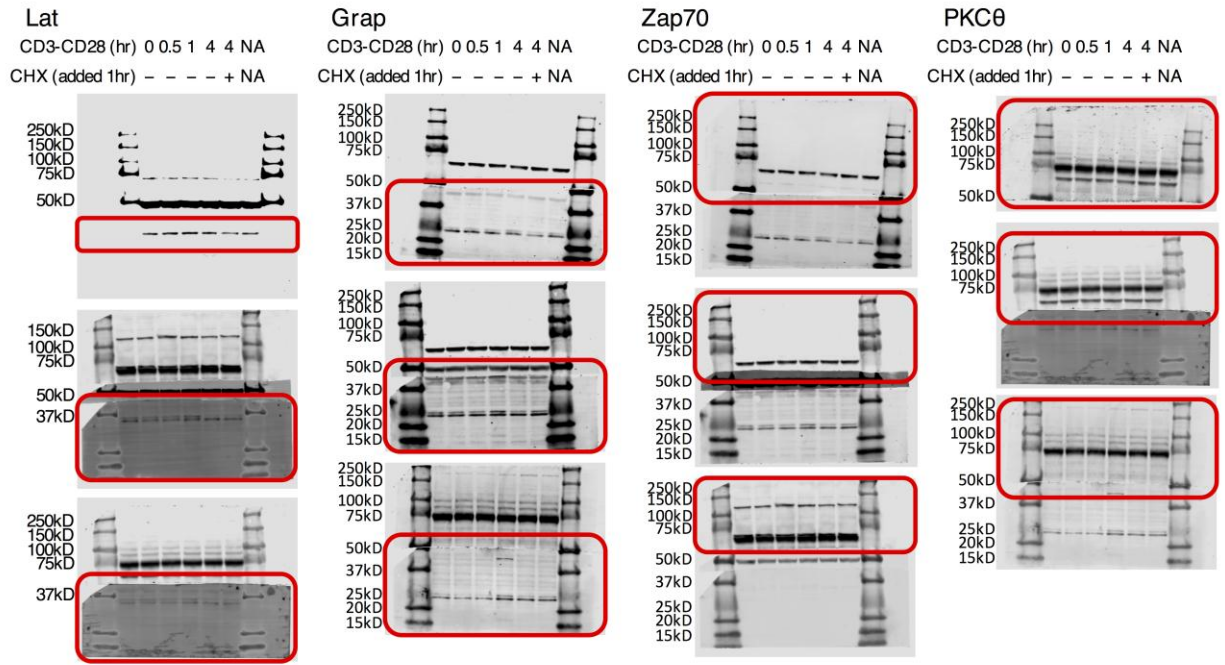 Lat
CD3-CD28 (hr) 0 0.5 1 4 4 NA
CHX (added 1hr) – – – – + NA
250kD
150kD
100kD
75kD
50kD
150kD
100kD
75kD
50kD
37kD
250kD
150kD
100kD
75kD
37kD
Grap
CD3-CD28 (hr) 0 0.5 1 4 4 NA
CHX (added 1hr) – – – – + NA
250kD
150kD
100kD
75kD
50kD
37kD
25kD
20kD
15kD
250kD
150kD
100kD
75kD
50kD
37kD
25kD
20kD
15kD
250kD
150kD
100kD
75kD
50kD
37kD
25kD
20kD
15kD
Zap70
CD3-CD28 (hr) 0 0.5 1 4 4 NA
CHX (added 1hr) – – – – + NA
250kD
150kD
100kD
75kD
50kD
37kD
25kD
20kD
15kD
250kD
150kD
100kD
75kD
50kD
37kD
25kD
20kD
15kD
250kD
150kD
100kD
75kD
50kD
37kD
25kD
20kD
15kD
PKCθ
CD3-CD28 (hr) 0 0.5 1 4 4 NA
CHX (added 1hr) – – – – + NA
250kD
150kD
100kD
75kD
50kD
250kD
150kD
100kD
75kD
250kD
150kD
100kD
75kD
50kD
37kD
25kD
20kD
15kD